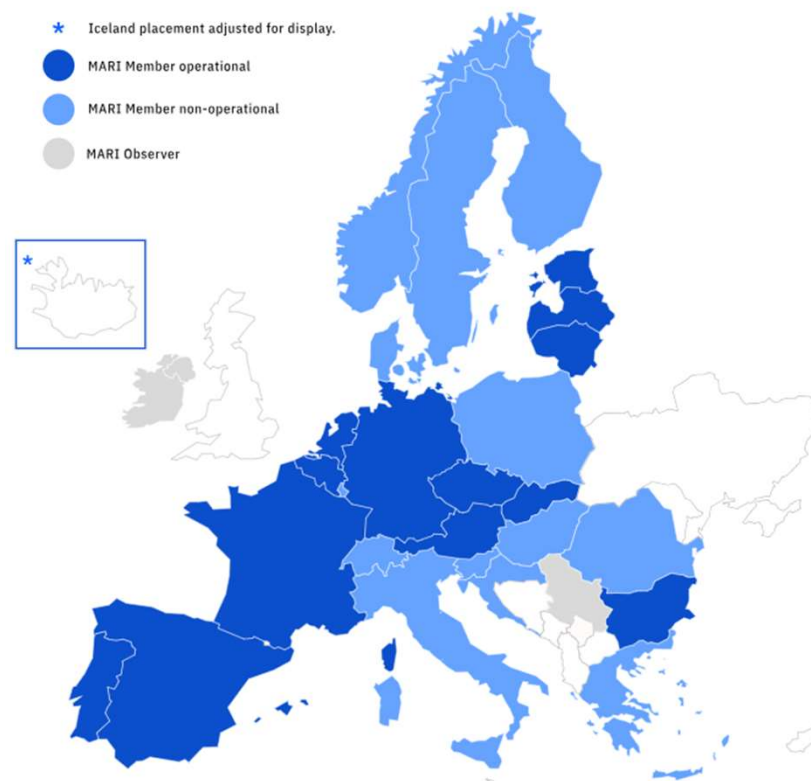 * Iceland placement adjusted for display.
MARI Member operational
MARI Member non-operational
MARI Observer
*